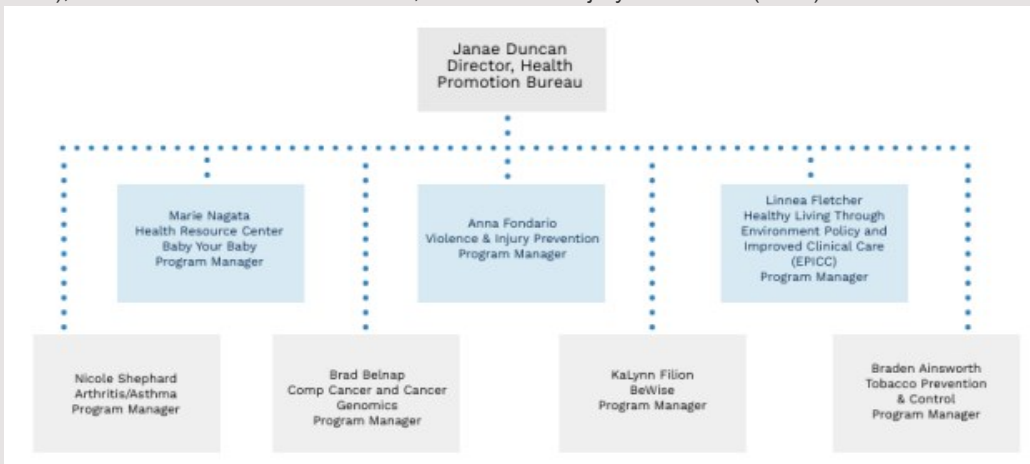 Janae Duncan
Director, Health
Promotion Bureau
Marie Nagata
Health Resource Center
Baby Your Baby
Program Manager
Anna Fondario
Violence & Injury Prevention
Program Manager
Linnea Fletcher
Healthy Living Through
Environment Policy and
Improved Clinical Care
(EPICC)
Program Manager
Nicole Shephard
Arthritis/Asthma
Program Manager
Brad Belnap
Comp Cancer and Cancer
Genomics
Program Manager
KaLynn Filion
BeWise
Program Manager
Braden Ainsworth
Tobacco Prevention
& Control
Program Manager